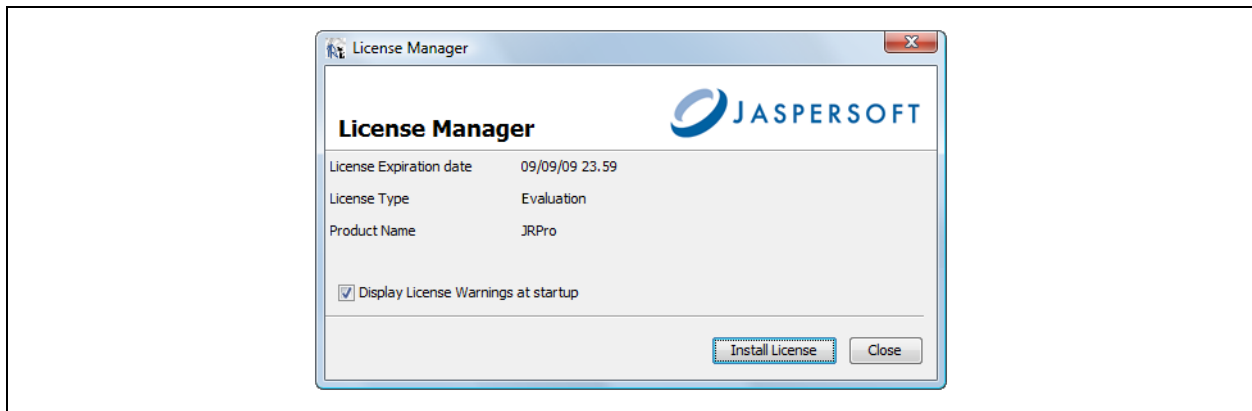 License Manager
JASPERSOFT
License Manager
License Expiration date 09/09/09 23.59
License Type Evaluation
Product Name JRPro
Display License Warnings at startup
Install License Close